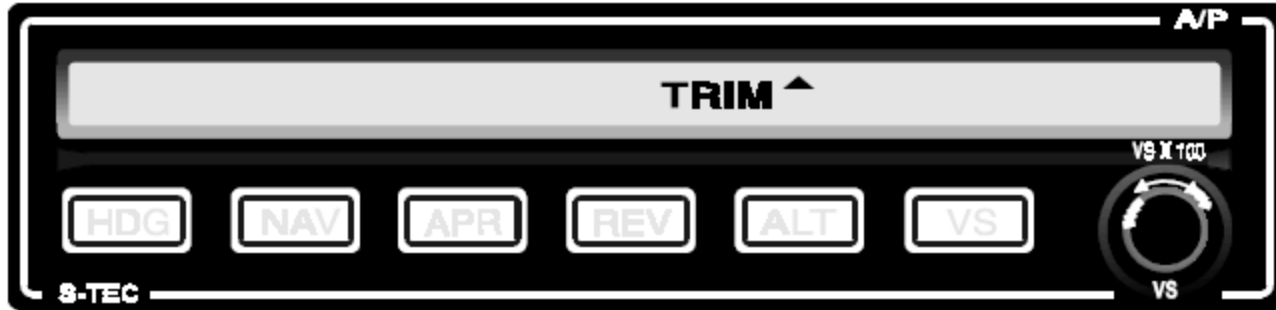 A/P
TRIM
VS X 100
HDG NAV APR REV ALT VS
S-TEC
VS